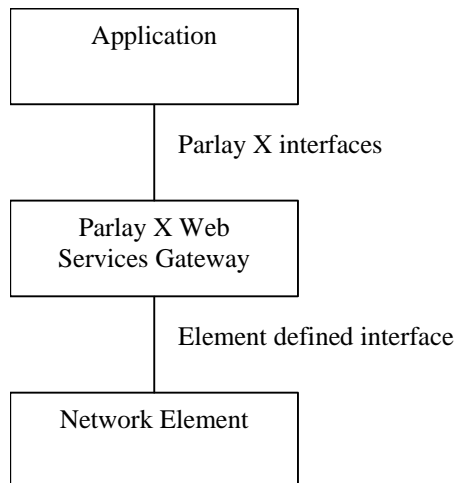 Application
Parlay X interfaces
Parlay X Web
Services Gateway
Element defined interface
Network Element